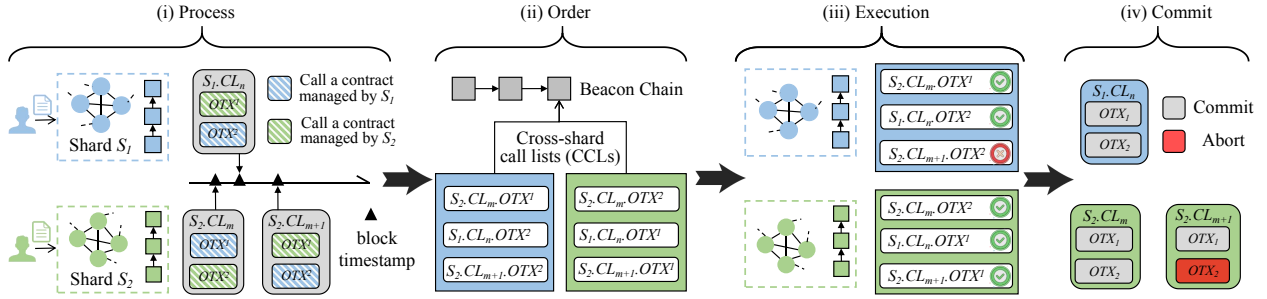 (i) Process
Shard S1
S1.CLn
OTX¹
OTX²
Call a contract
managed by S1
Call a contract
managed by S2
Shard S2
S2.CLm
OTX¹
OTX²
S2.CLm+1
OTX¹
OTX²
block
timestamp
(ii) Order
Beacon Chain
Cross-shard
call lists (CCLs)
S2.CLm.OTX¹
S1.CLn.OTX²
S2.CLm+1.OTX²
S2.CLm.OTX²
S1.CLn.OTX¹
S2.CLm+1.OTX¹
(iii) Execution
S2.CLm.OTX¹
S1.CLn.OTX²
S2.CLm+1.OTX²
S2.CLm.OTX²
S1.CLn.OTX¹
S2.CLm+1.OTX¹
(iv) Commit
S1.CLn
OTX1
OTX2
Commit
Abort
S2.CLm
OTX1
OTX2
S2.CLm+1
OTX1
OTX2